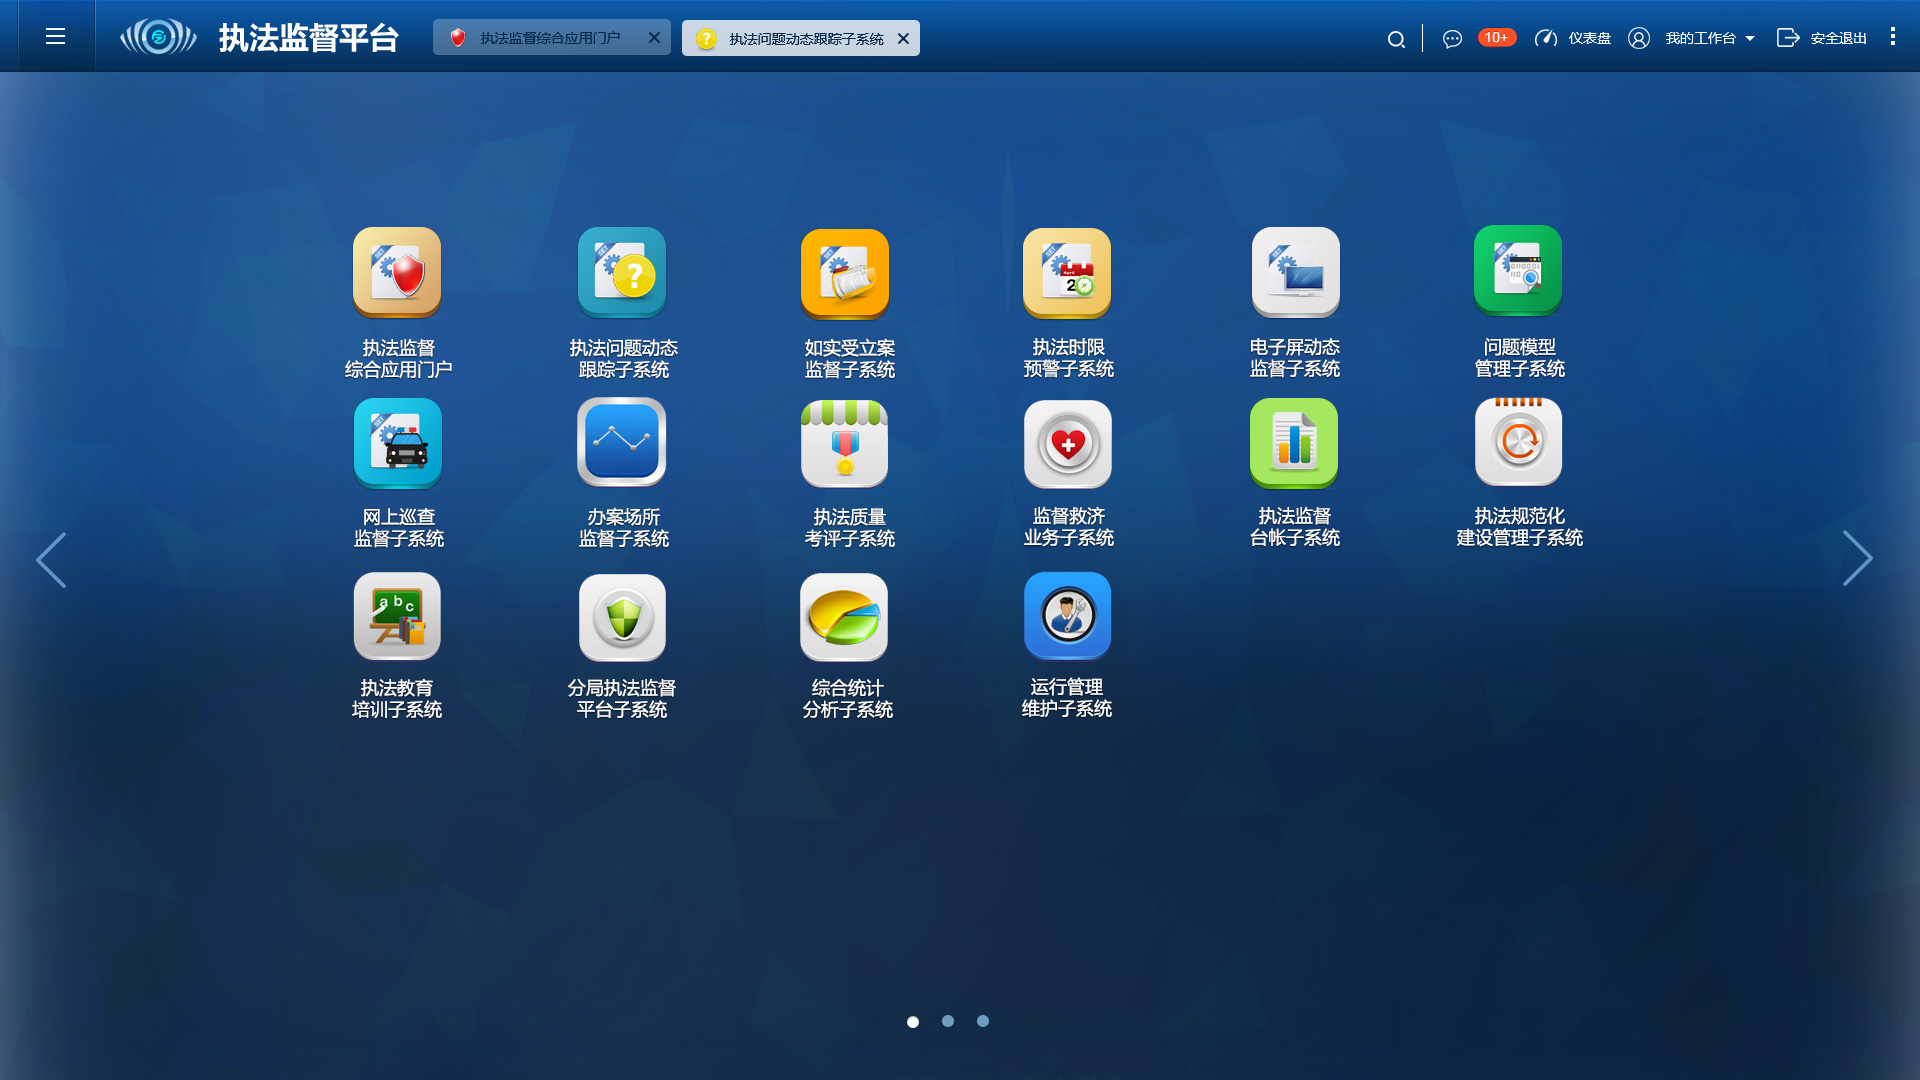 执法监督平台
执法监督综合应用门户
执法问题动态跟踪子系统
10+
仪表盘
我的工作台
安全退出
执法监督
综合应用门户
执法问题动态
跟踪子系统
如实受立案
监督子系统
April
2
执法时限
预警子系统
电子屏动态
监督子系统
问题模型
管理子系统
网上巡查
监督子系统
办案场所
监督子系统
执法质量
考评子系统
监督救济
业务子系统
执法监督
台帐子系统
执法规范化
建设管理子系统
a b c
执法教育
培训子系统
分局执法监督
平台子系统
综合统计
分析子系统
运行管理
维护子系统